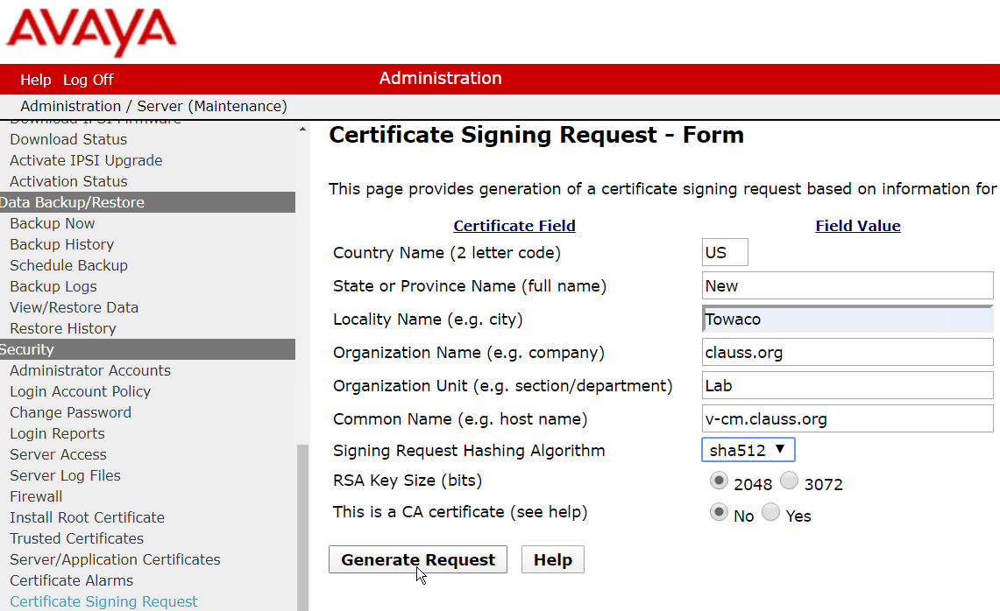 AVAYA
Help Log Off
Administration
Administration / Server (Maintenance)
Download IPSI Firmware
Download Status
Activate IPSI Upgrade
Activation Status
Data Backup/Restore
Backup Now
Backup History
Schedule Backup
Backup Logs
View/Restore Data
Restore History
Security
Administrator Accounts
Login Account Policy
Change Password
Login Reports
Server Access
Server Log Files
Firewall
Install Root Certificate
Trusted Certificates
Server/Application Certificates
Certificate Alarms
Certificate Signing Request
Certificate Signing Request - Form
This page provides generation of a certificate signing request based on information for
Certificate Field Field Value
Country Name (2 letter code) US
State or Province Name (full name) New
Locality Name (e.g. city) Towaco
Organization Name (e.g. company) clauss.org
Organization Unit (e.g. section/department) Lab
Common Name (e.g. host name) v-cm.clauss.org
Signing Request Hashing Algorithm sha512
RSA Key Size (bits) 2048 3072
This is a CA certificate (see help) No Yes
Generate Request Help